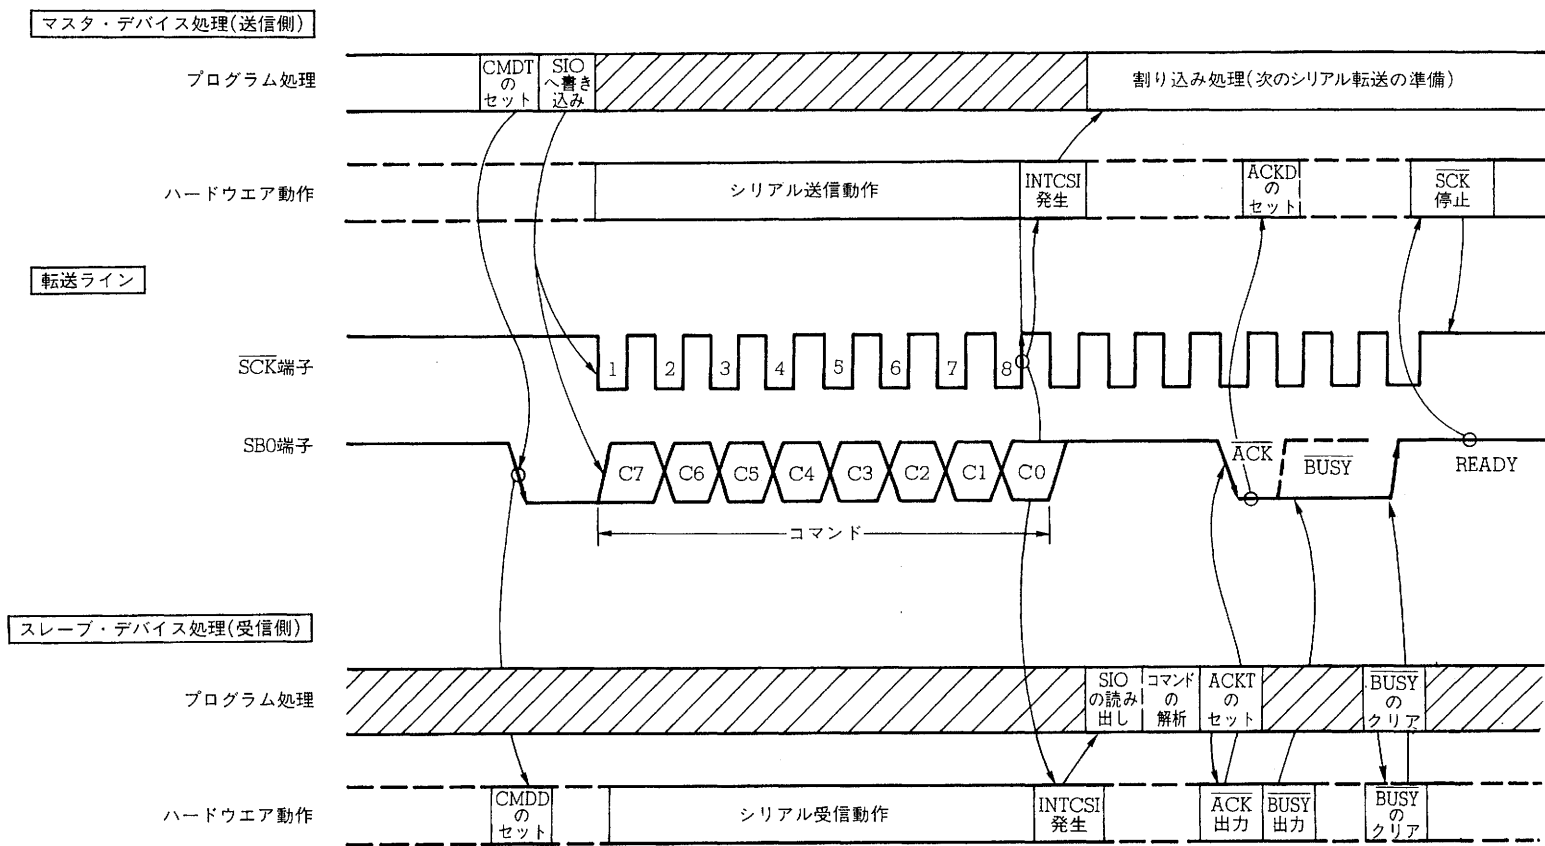 マスタ・デバイス処理(送信側)
プログラム処理
CMDT
の
セット
SIO
へ書き
込み
割り込み処理(次のシリアル転送の準備)
ハードウエア動作
シリアル送信動作
INTCSI
発生
ACKD
の
セット
SCK
停止
転送ライン
SCK端子
1 2 3 4 5 6 7 8
SB0端子
C7 C6 C5 C4 C3 C2 C1 C0
ACK
BUSY
READY
コマンド
スレーブ・デバイス処理(受信側)
プログラム処理
SIO
の読み
出し
コマンド
の
解析
ACKT
の
セット
BUSY
の
クリア
ハードウエア動作
CMDD
の
セット
シリアル受信動作
INTCSI
発生
ACK
出力
BUSY
出力
BUSY
の
クリア